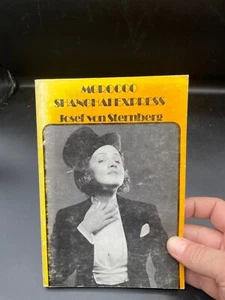 MOROCCO
SHANGHAI EXPRESS
Josef von Sternberg